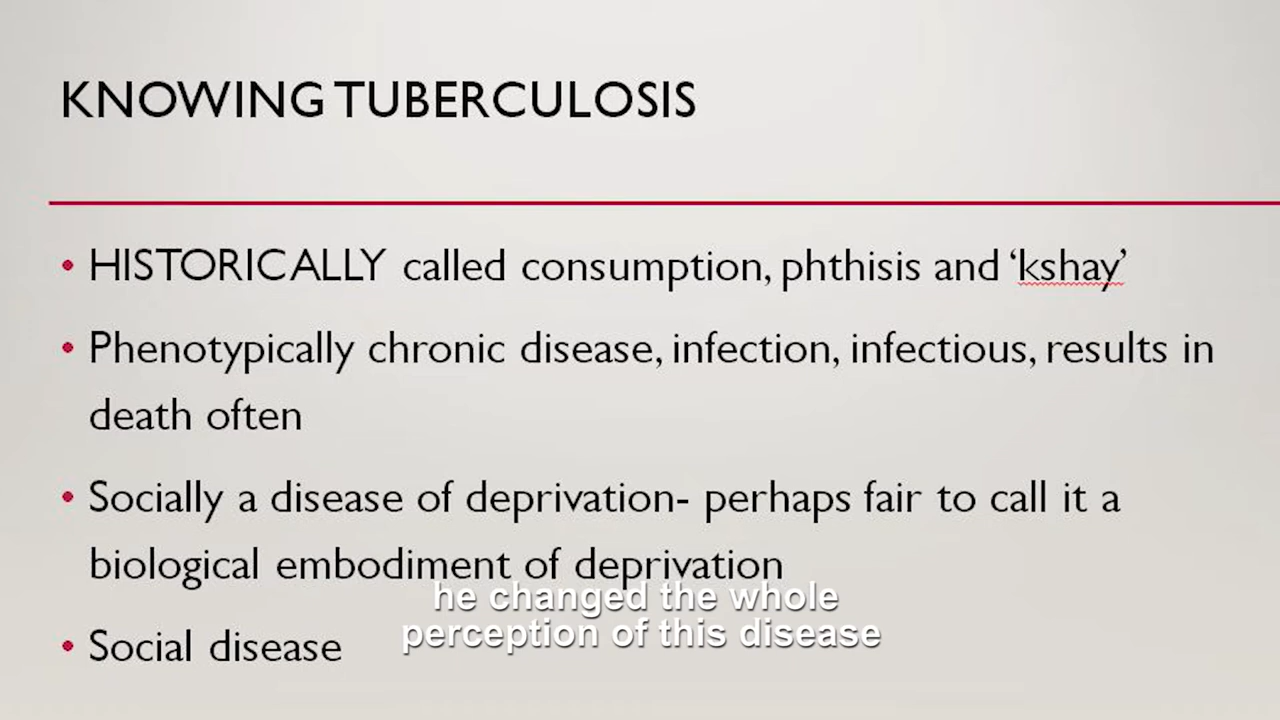 KNOWING TUBERCULOSIS
• HISTORICALLY called consumption, phthisis and ‘kshay’
• Phenotypically chronic disease, infection, infectious, results in
death often
• Socially a disease of deprivation- perhaps fair to call it a
biological embodiment of deprivation
he changed the whole
perception of this disease
• Social disease